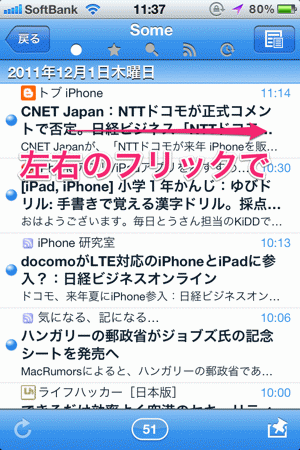 SoftBank 11:37 80%
戻る Some
2011年12月1日木曜日
トブ iPhone 11:14
CNET Japan：NTTドコモが正式コメ
ントで否定。日経ビジネス「NTTドコモ…
CNET Japanが、「NTTドコモが来年 iPhoneを販…
左右のフリックで
10:30
[iPad, iPhone] 小学１年かんじ：ゆびド
リル: 手書きで覚える漢字ドリル。採点…
おはようございます。毎日とうさん担当のKiDDで…
iPhone 研究室 10:13
docomoがLTE対応のiPhoneとiPadに参
入？：日経ビジネスオンライン
ドコモ、来年夏にiPhone参入：日経ビジネスオン…
気になる、記になる… 10:09
ハンガリーの郵政省がジョブズ氏の記念
シートを発売へ
MacRumorsによると、ハンガリーの郵政省であ…
ライフハッカー［日本版］ 10:00
51